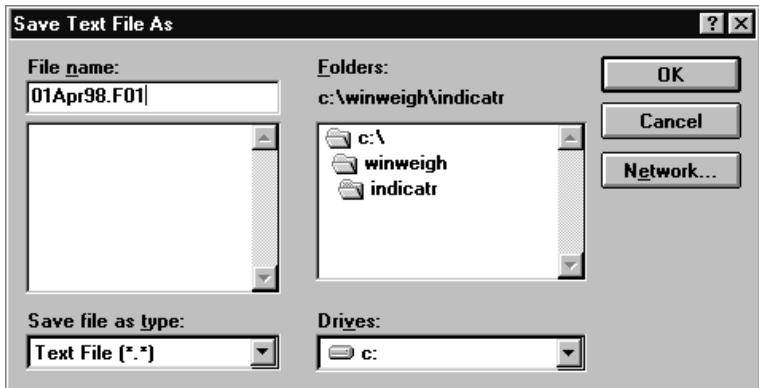 Save Text File As
File name:
01Apr98.F01
Folders:
c:\winweigh\indicatr
c:\
winweigh
indicatr
OK
Cancel
Network...
Save file as type:
Text File (*.*)
Drives:
c: